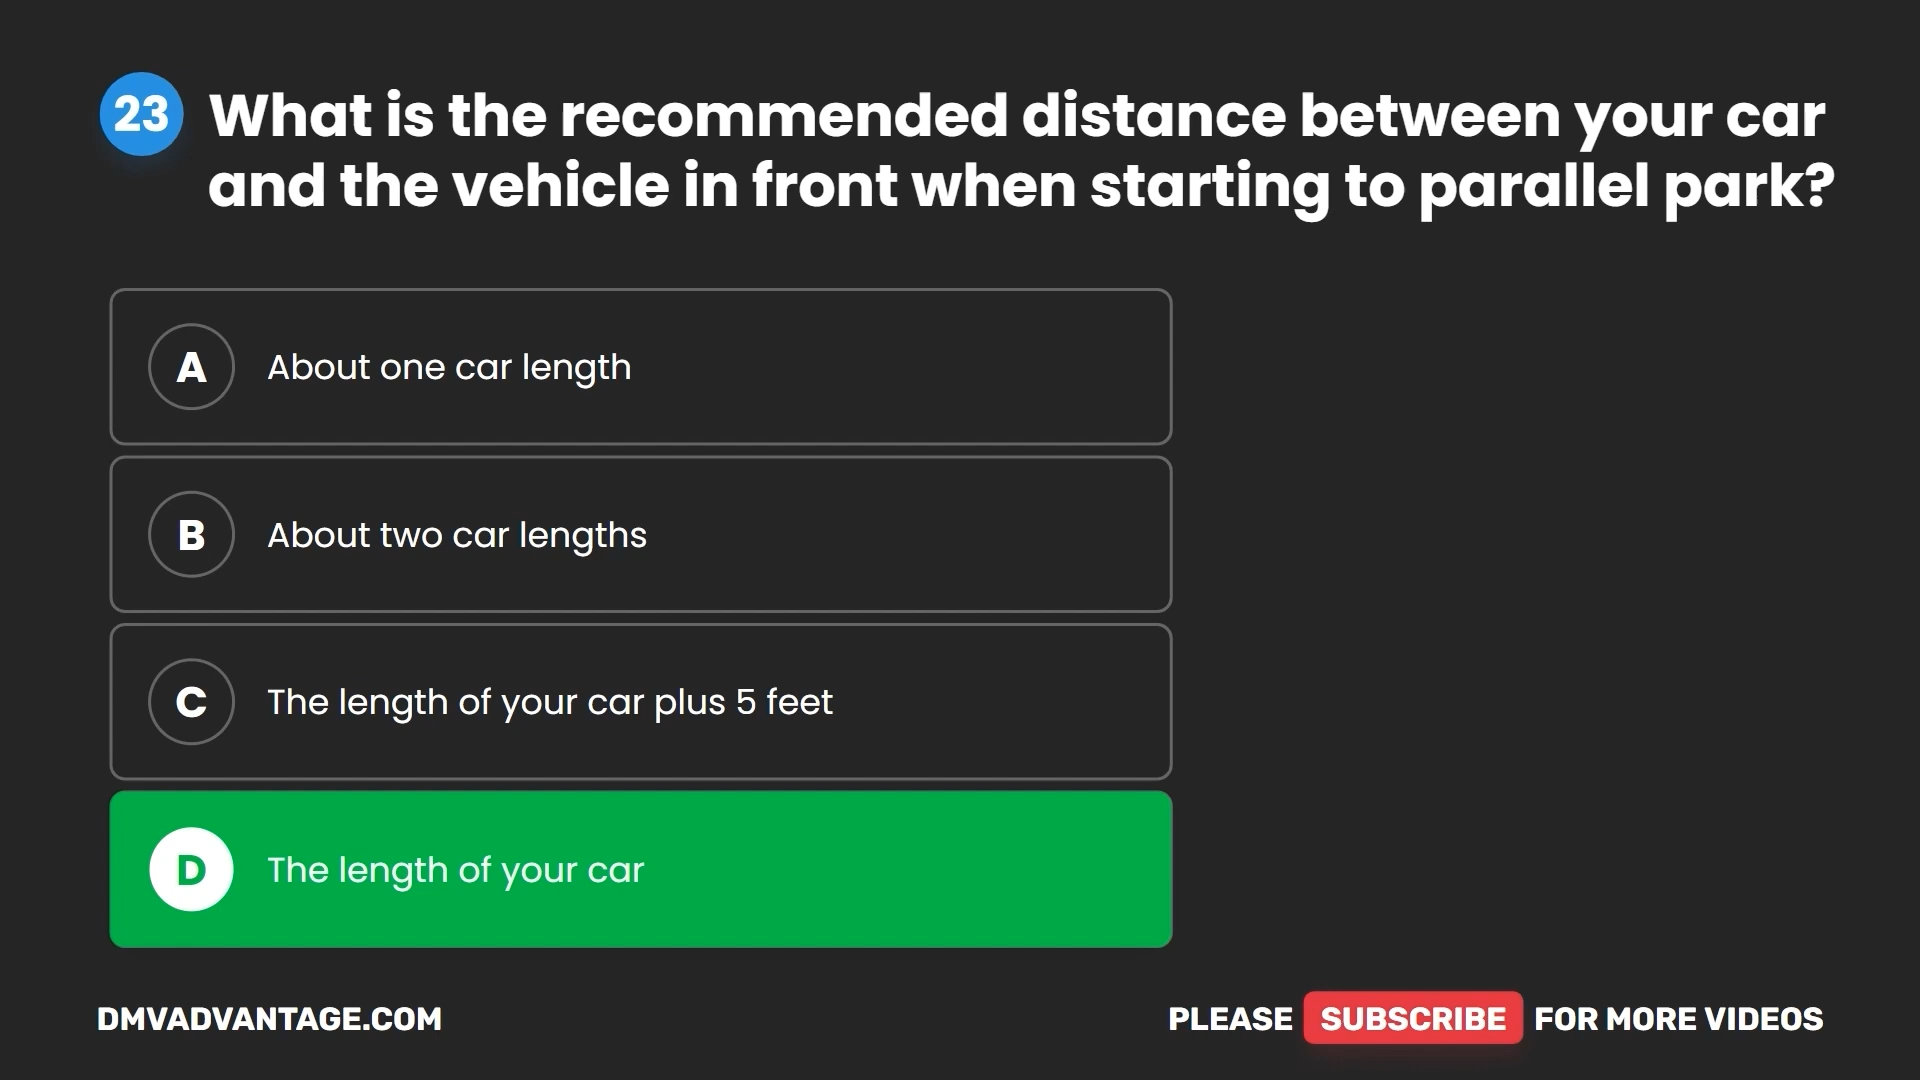 23
What is the recommended distance between your car
and the vehicle in front when starting to parallel park?
A About one car length
B About two car lengths
C The length of your car plus 5 feet
D The length of your car
DMVADVANTAGE.COM
PLEASE SUBSCRIBE FOR MORE VIDEOS